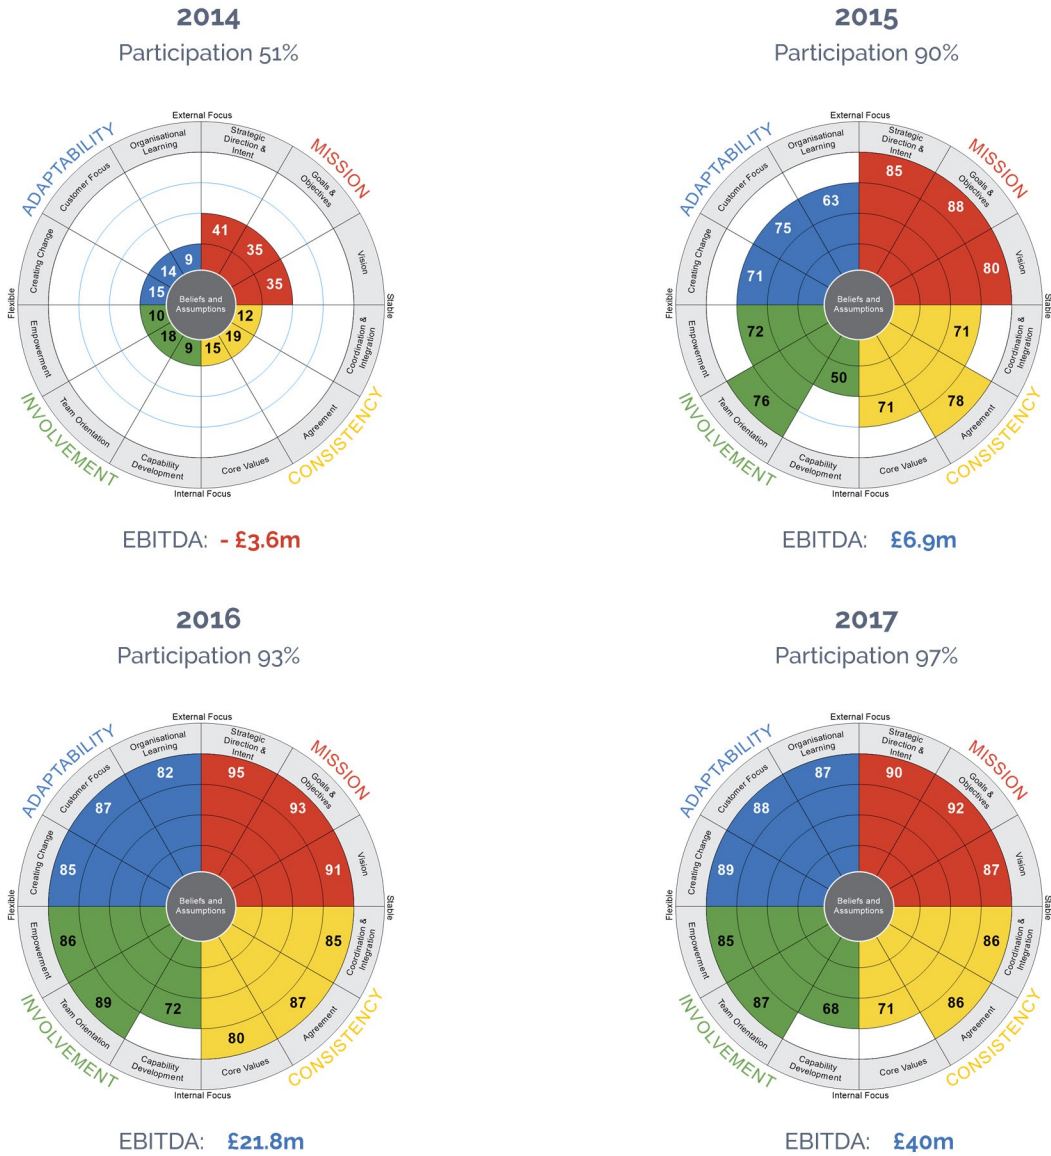 2014
Participation 51%
External Focus
ADAPTABILITY
MISSION
Organisational
Learning
Strategic
Direction &
Intent
Customer Focus
Goals &
Objectives
Creating Change
Vision
41
35
35
9
14
15
Beliefs and
Assumptions
Flexible
Stable
10
18
9
12
19
15
Empowerment
Coordination &
Integration
Team Orientation
Agreement
Capability
Development
Core Values
INVOLVEMENT
CONSISTENCY
Internal Focus
EBITDA: - £3.6m
2015
Participation 90%
External Focus
ADAPTABILITY
MISSION
Organisational
Learning
Strategic
Direction &
Intent
Customer Focus
Goals &
Objectives
Creating Change
Vision
85
88
80
63
75
71
Beliefs and
Assumptions
Flexible
Stable
72
76
50
71
78
71
Empowerment
Coordination &
Integration
Team Orientation
Agreement
Capability
Development
Core Values
INVOLVEMENT
CONSISTENCY
Internal Focus
EBITDA: £6.9m
2016
Participation 93%
External Focus
ADAPTABILITY
MISSION
Organisational
Learning
Strategic
Direction &
Intent
Customer Focus
Goals &
Objectives
Creating Change
Vision
95
93
91
82
87
85
Beliefs and
Assumptions
Flexible
Stable
86
89
72
85
87
80
Empowerment
Coordination &
Integration
Team Orientation
Agreement
Capability
Development
Core Values
INVOLVEMENT
CONSISTENCY
Internal Focus
EBITDA: £21.8m
2017
Participation 97%
External Focus
ADAPTABILITY
MISSION
Organisational
Learning
Strategic
Direction &
Intent
Customer Focus
Goals &
Objectives
Creating Change
Vision
90
92
87
87
88
89
Beliefs and
Assumptions
Flexible
Stable
85
87
68
86
86
71
Empowerment
Coordination &
Integration
Team Orientation
Agreement
Capability
Development
Core Values
INVOLVEMENT
CONSISTENCY
Internal Focus
EBITDA: £40m